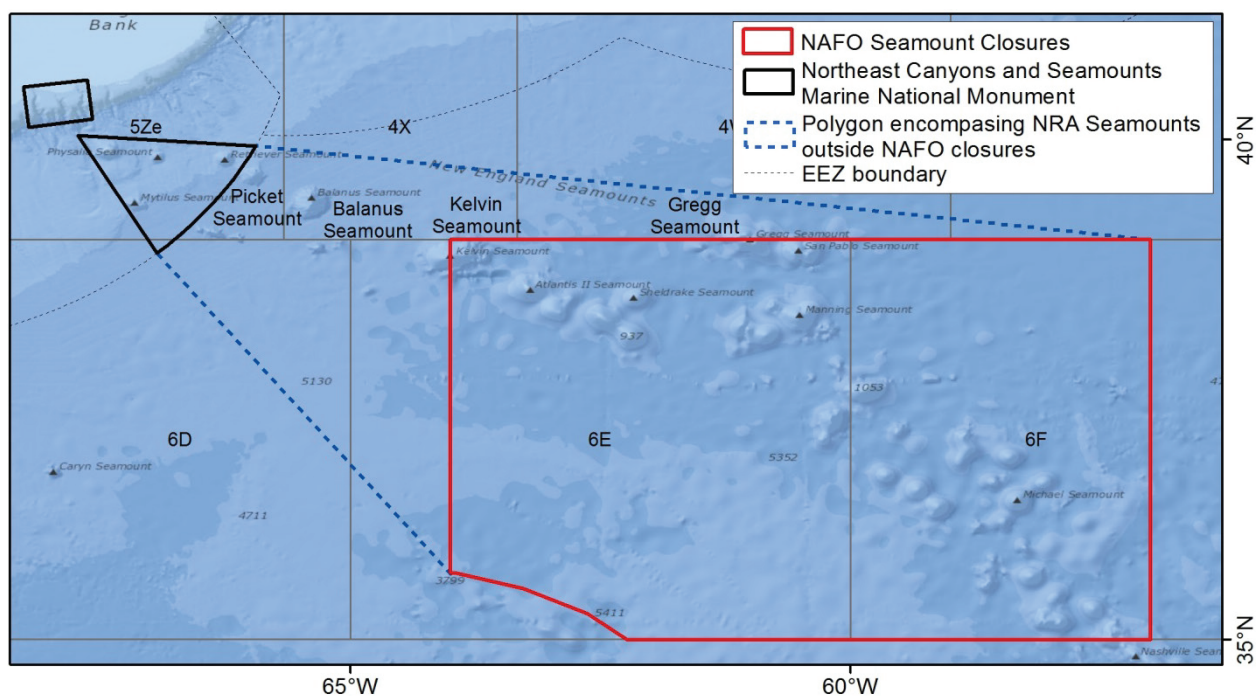 Bank
NAFO Seamount Closures
Northeast Canyons and Seamounts
Marine National Monument
Polygon encompasing NRA Seamounts
outside NAFO closures
EEZ boundary
5Ze
4X
40°N
Physalia Seamount
Retriever Seamount
New England Seamounts
Mytilus Seamount
Picket
Seamount
Balanus Seamount
Balanus
Seamount
Kelvin
Seamount
Gregg
Seamount
Gregg Seamount
San Pablo Seamount
Kelvin Seamount
Atlantis II Seamount
Sheldrake Seamount
Manning Seamount
937
5130
1053
6D
6E
6F
Caryn Seamount
5352
4711
Michael Seamount
3799
5411
35°N
Nashville
65°W
60°W